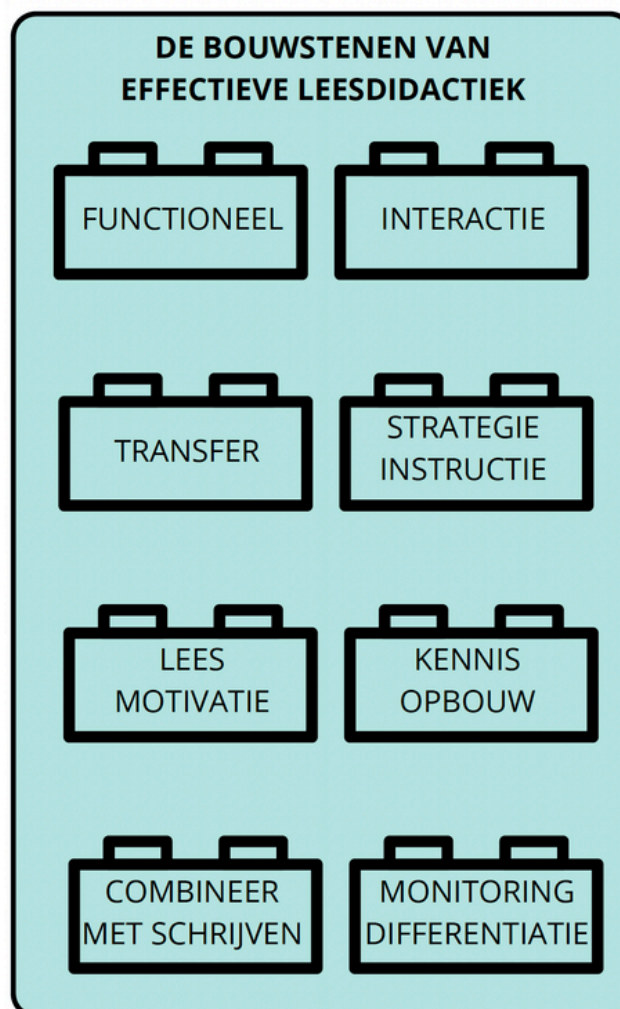 DE BOUWSTENEN VAN
EFFECTIEVE LEESDIDACTIEK
FUNCTIONEEL
INTERACTIE
TRANSFER
STRATEGIE
INSTRUCTIE
LEES
MOTIVATIE
KENNIS
OPBOUW
COMBINEER
MET SCHRIJVEN
MONITORING
DIFFERENTIATIE